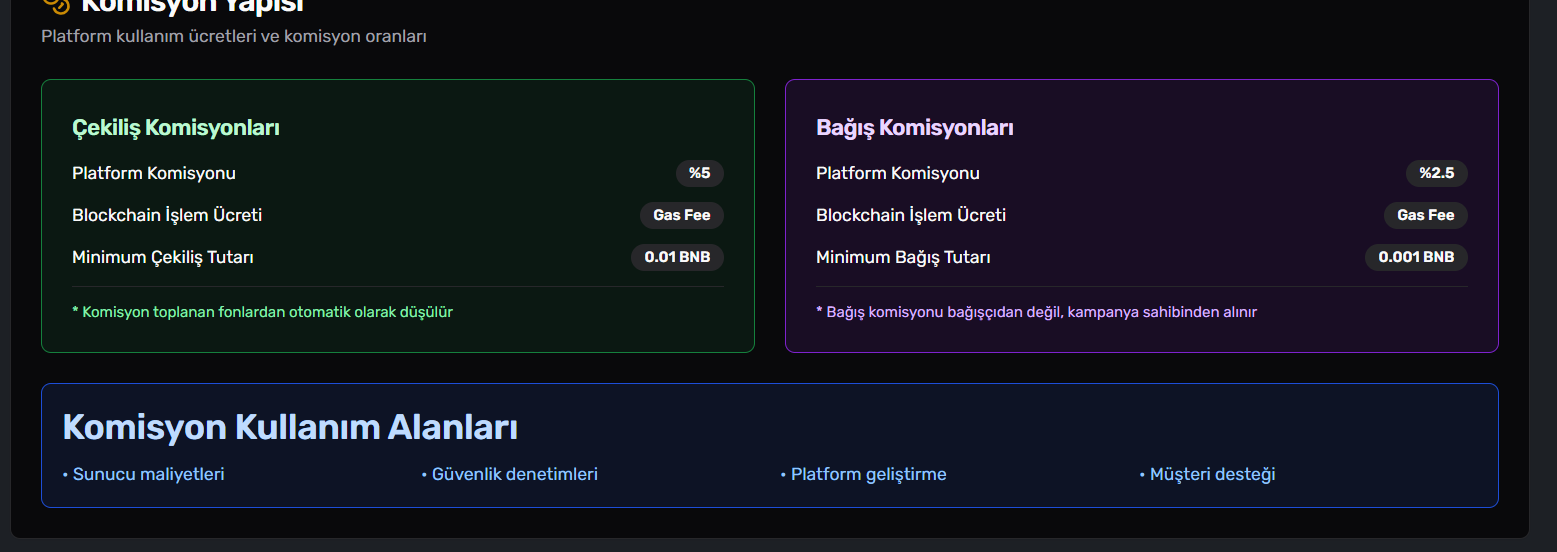 Komisyon Yapısı
Platform kullanım ücretleri ve komisyon oranları
Çekiliş Komisyonları
Platform Komisyonu %5
Blockchain İşlem Ücreti Gas Fee
Minimum Çekiliş Tutarı 0.01 BNB
* Komisyon toplanan fonlardan otomatik olarak düşülür
Bağış Komisyonları
Platform Komisyonu %2.5
Blockchain İşlem Ücreti Gas Fee
Minimum Bağış Tutarı 0.001 BNB
* Bağış komisyonu bağışçıdan değil, kampanya sahibinden alınır
Komisyon Kullanım Alanları
• Sunucu maliyetleri • Güvenlik denetimleri • Platform geliştirme • Müşteri desteği